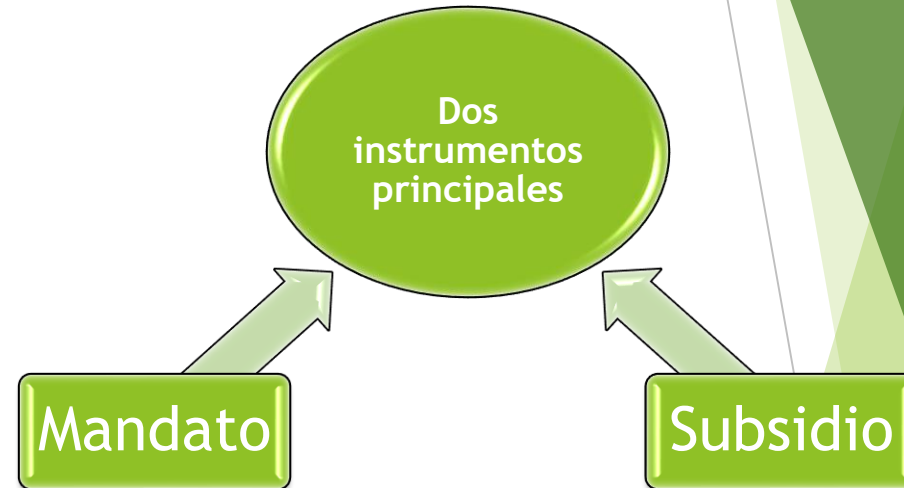 Dos
instrumentos
principales
Mandato
Subsidio